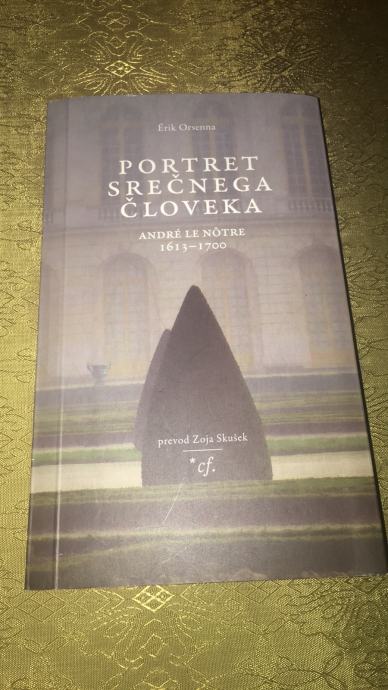 Érik Orsenna
PORTRET
SREČNEGA
ČLOVEKA
ANDRÉ LE NÔTRE
1613–1700
prevod Zoja Skušek
*cf.